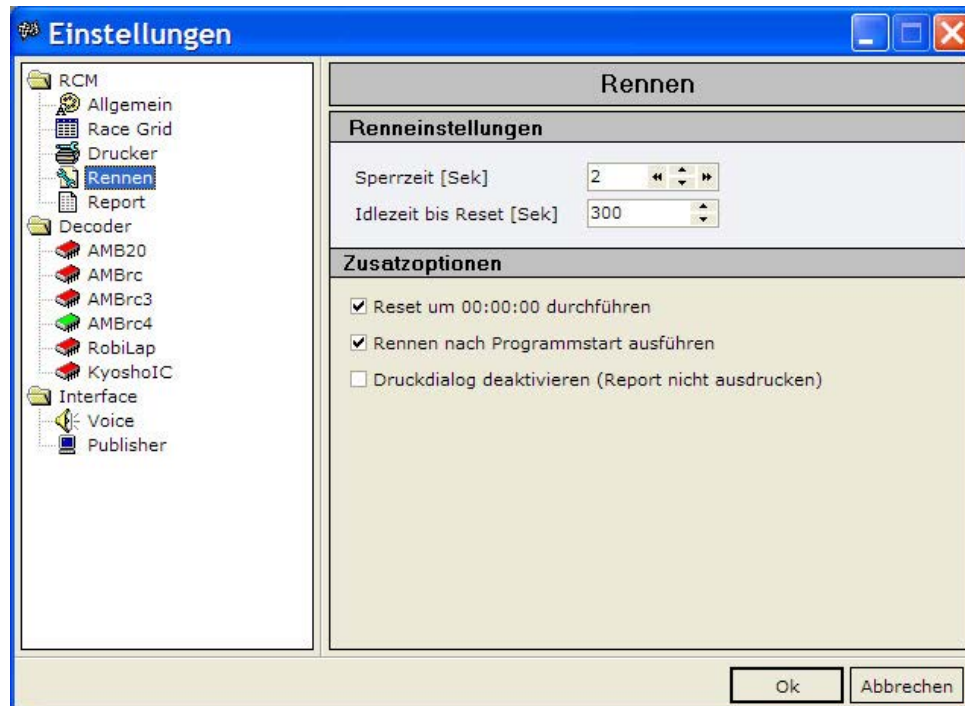 Einstellungen
RCM
Allgemein
Race Grid
Drucker
Rennen
Report
Decoder
AMB20
AMBrc
AMBrc3
AMBrc4
RobiLap
KyoshoIC
Interface
Voice
Publisher
Rennen
Renneinstellungen
Sperrzeit [Sek] 2
Idlezeit bis Reset [Sek] 300
Zusatzoptionen
Reset um 00:00:00 durchführen
Rennen nach Programmstart ausführen
Druckdialog deaktivieren (Report nicht ausdrucken)
Ok Abbrechen